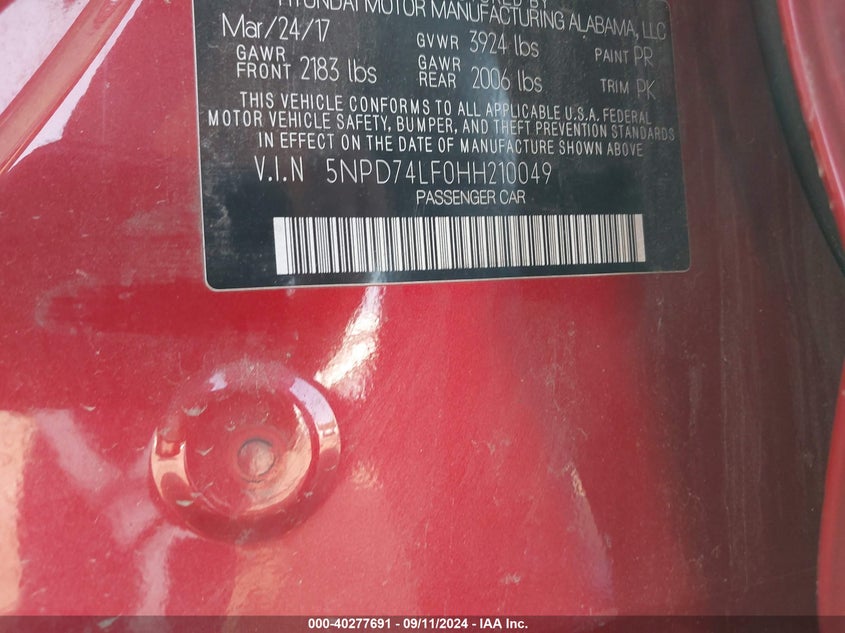 HYUNDAI MOTOR MANUFACTURING ALABAMA, LLC
Mar/24/17 GVWR 3924 lbs PAINT PR
GAWR FRONT 2183 lbs GAWR REAR 2006 lbs TRIM PK
THIS VEHICLE CONFORMS TO ALL APPLICABLE U.S.A. FEDERAL
MOTOR VEHICLE SAFETY, BUMPER, AND THEFT PREVENTION STANDARDS
IN EFFECT ON THE DATE OF MANUFACTURE SHOWN ABOVE
V.I.N 5NPD74LF0HH210049
PASSENGER CAR
000-40277691 - 09/11/2024 - IAA Inc.